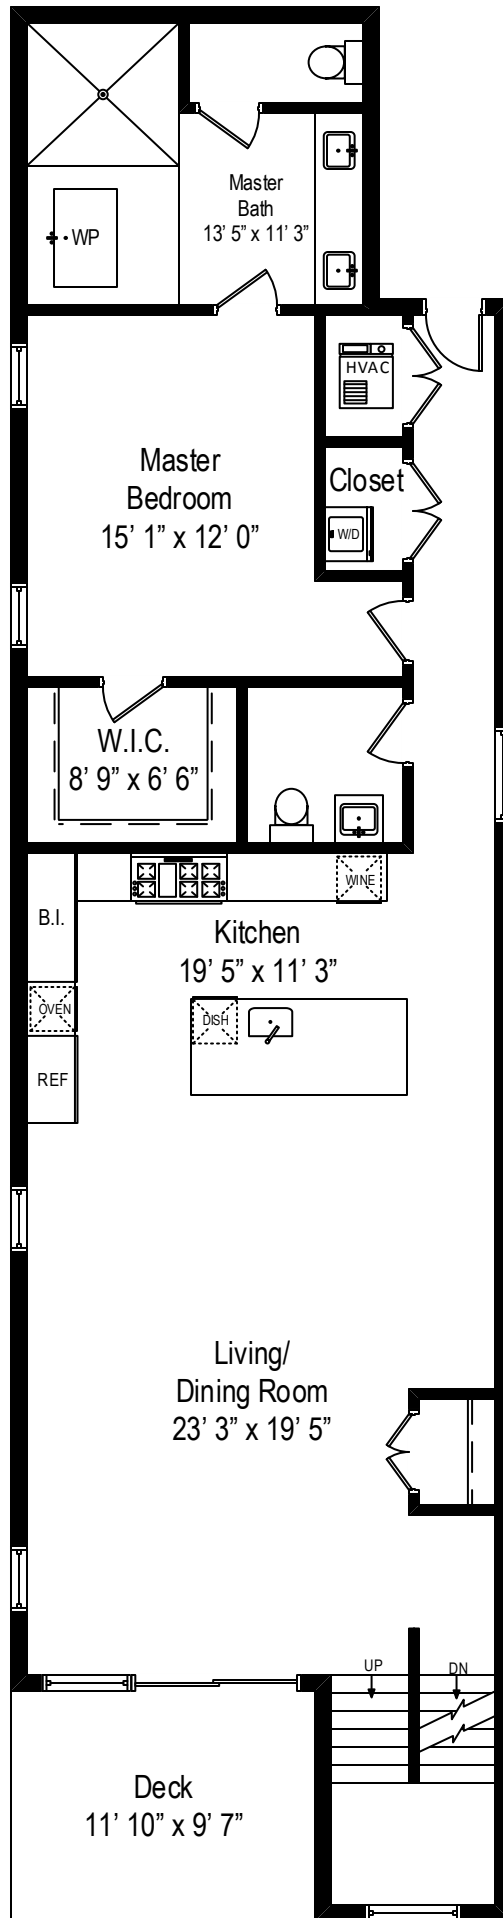 Master
Bath
13’ 5” x 11’ 3”
WP
HVAC
Master
Bedroom
15’ 1” x 12’ 0”
Closet
W/D
W.I.C.
8’ 9” x 6’ 6”
B.I.
WINE
Kitchen
19’ 5” x 11’ 3”
OVEN
DISH
REF
Living/
Dining Room
23’ 3” x 19’ 5”
UP
DN
Deck
11’ 10” x 9’ 7”